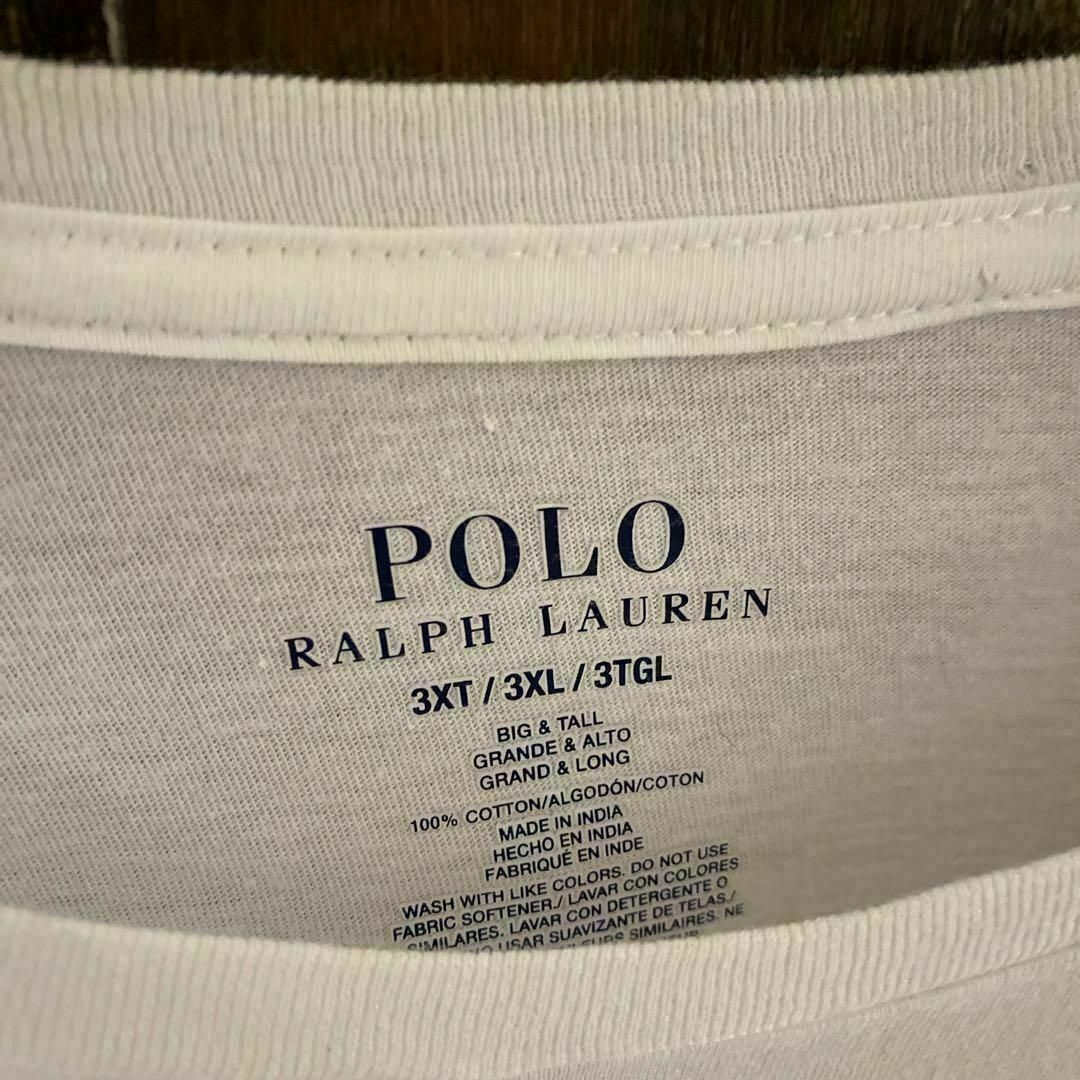 POLO
RALPH LAUREN
3XT / 3XL / 3TGL
BIG & TALL
GRANDE & ALTO
GRAND & LONG
100% COTTON/ALGODÓN/COTON
MADE IN INDIA
HECHO EN INDIA
FABRIQUÉ EN INDE
WASH WITH LIKE COLORS. DO NOT USE
FABRIC SOFTENER./ LAVAR CON COLORES
SIMILARES. LAVAR CON DETERGENTE O
USAR SUAVIZANTE DE TELAS./
SIMILAIRES. NE